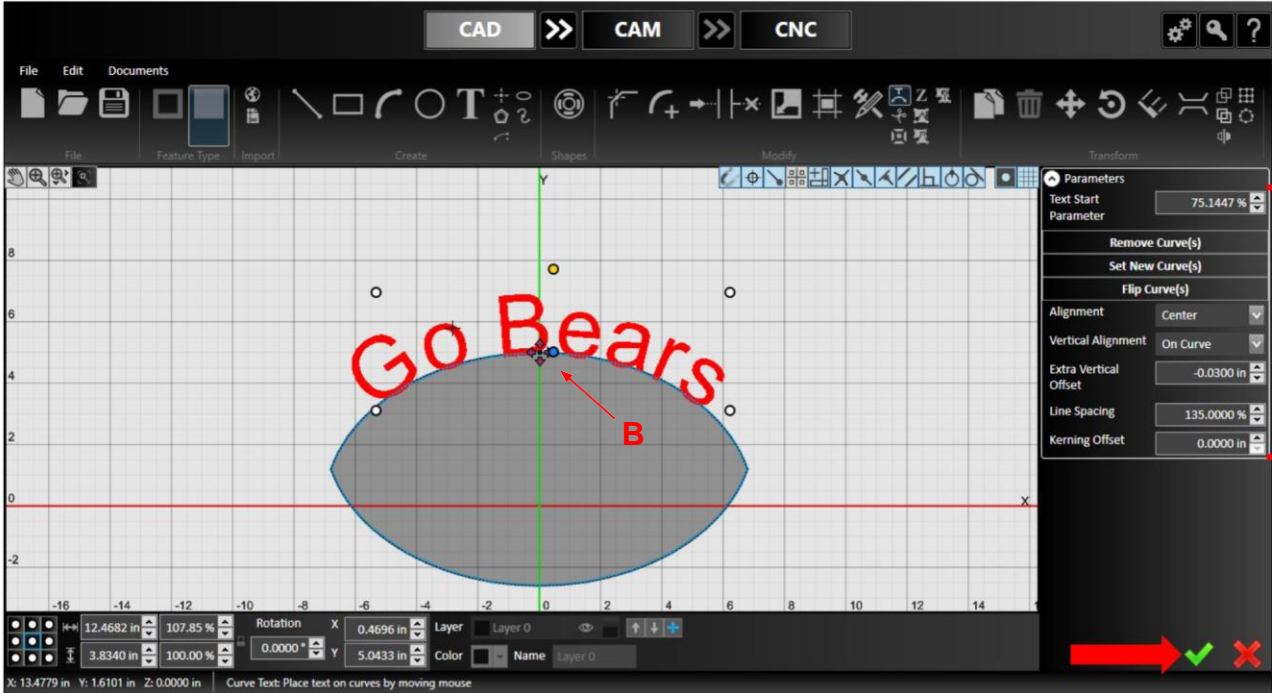 CAD
CAM
CNC
File Edit Documents
File Feature Type Import Create Shapes Modify Transform
Y
Parameters
Text Start Parameter 75.1447 %
Remove Curve(s)
Set New Curve(s)
Flip Curve(s)
Alignment Center
Vertical Alignment On Curve
Extra Vertical Offset -0.0300 in
Line Spacing 135.0000 %
Kerning Offset 0.0000 in
8
6
4
2
0
-2
Go Bears
B
X
-16 -14 -12 -10 -8 -6 -4 -2 0 2 4 6 8 10 12 14
12.4682 in 107.85 % Rotation X 0.4696 in Layer Layer 0
3.8340 in 100.00 % 0.0000 ° Y 5.0433 in Color Name Layer 0
X: 13.4779 in Y: 1.6101 in Z: 0.0000 in Curve Text: Place text on curves by moving mouse